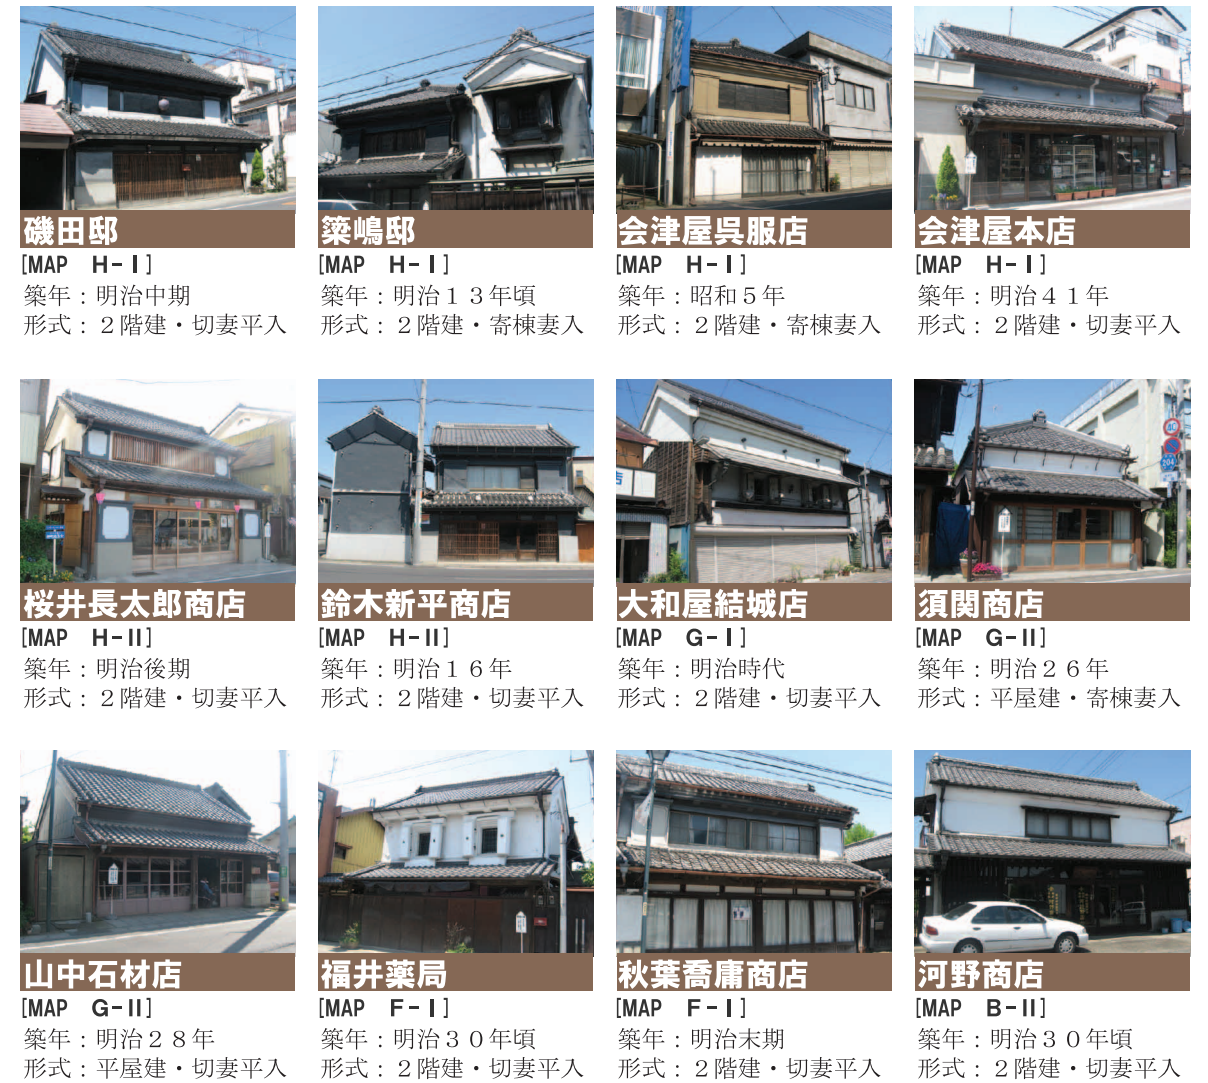 磯田邸
[MAP H-I]
築年：明治中期
形式：２階建・切妻平入
簗嶋邸
[MAP H-I]
築年：明治１３年頃
形式：２階建・寄棟妻入
会津屋呉服店
[MAP H-I]
築年：昭和５年
形式：２階建・寄棟妻入
会津屋本店
[MAP H-I]
築年：明治４１年
形式：２階建・切妻平入
桜井長太郎商店
[MAP H-II]
築年：明治後期
形式：２階建・切妻平入
鈴木新平商店
[MAP H-II]
築年：明治１６年
形式：２階建・切妻平入
店
大和屋結城店
[MAP G-I]
築年：明治時代
形式：２階建・切妻平入
204
須関商店
[MAP G-II]
築年：明治２６年
形式：平屋建・寄棟妻入
山中石材店
[MAP G-II]
築年：明治２８年
形式：平屋建・切妻平入
福井薬局
[MAP F-I]
築年：明治３０年頃
形式：２階建・切妻平入
秋葉喬庸商店
[MAP F-I]
築年：明治末期
形式：２階建・切妻平入
河野商店
[MAP B-II]
築年：明治３０年頃
形式：２階建・切妻平入